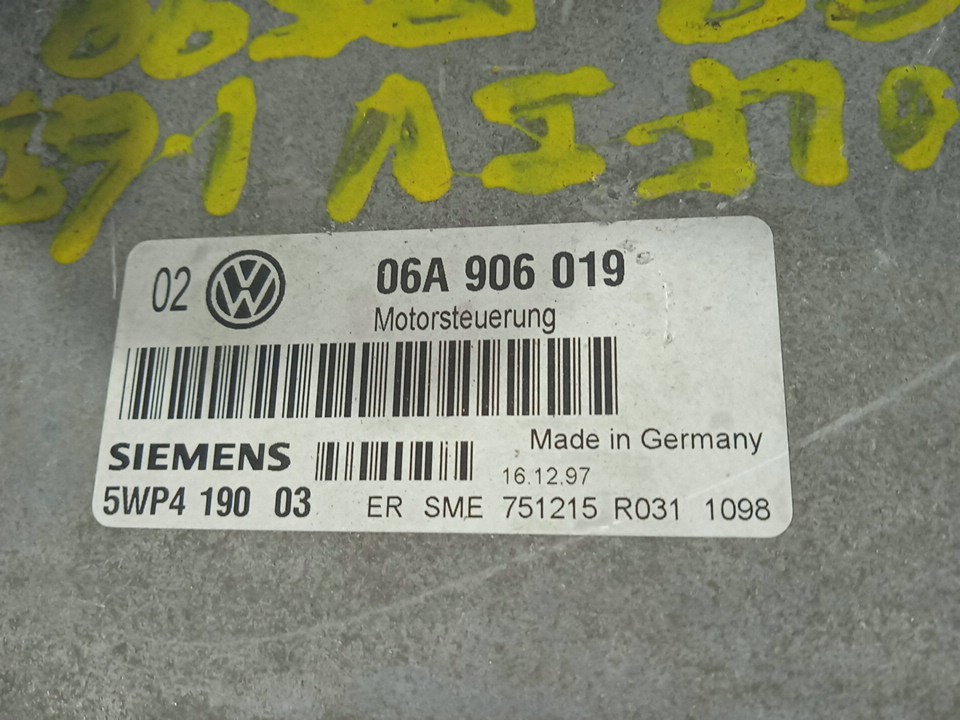 02 06A 906 019
Motorsteuerung
Made in Germany
SIEMENS
16.12.97
5WP4 190 03 ER SME 751215 R031 1098